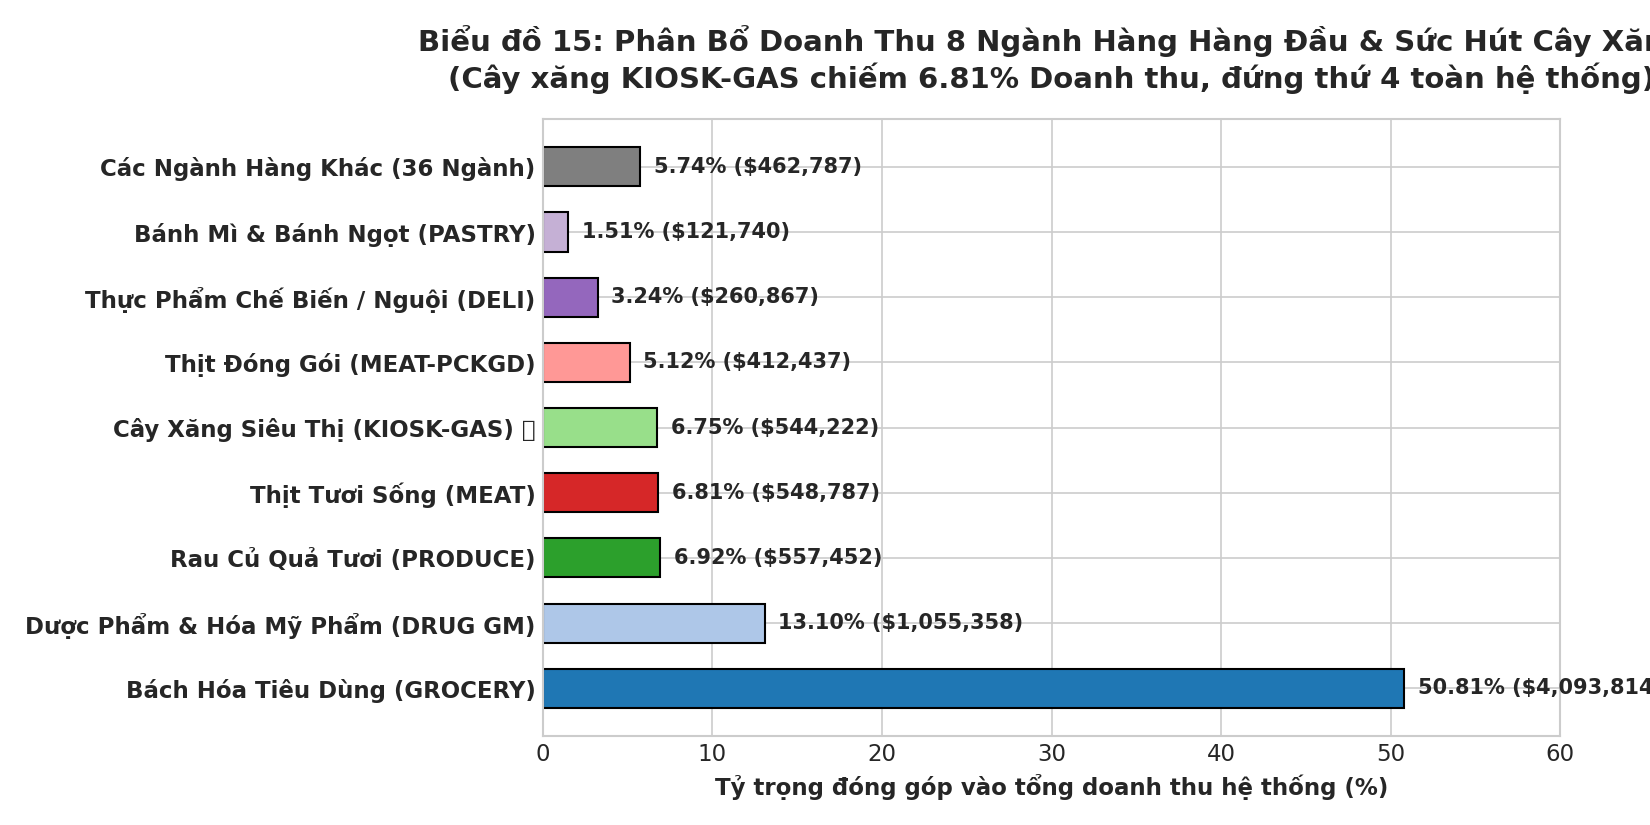 Biểu đồ 15: Phân Bổ Doanh Thu 8 Ngành Hàng Hàng Đầu & Sức Hút Cây
(Cây xăng KIOSK-GAS chiếm 6.81% Doanh thu, đứng thứ 4 toàn hệ thống)
Các Ngành Hàng Khác (36 Ngành) 5.74% ($462,787)
Bánh Mì & Bánh Ngọt (PASTRY) 1.51% ($121,740)
Thực Phẩm Chế Biến / Nguội (DELI) 3.24% ($260,867)
Thịt Đóng Gói (MEAT-PCKGD) 5.12% ($412,437)
Cây Xăng Siêu Thị (KIOSK-GAS) 6.75% ($544,222)
Thịt Tươi Sống (MEAT) 6.81% ($548,787)
Rau Củ Quả Tươi (PRODUCE) 6.92% ($557,452)
Dược Phẩm & Hóa Mỹ Phẩm (DRUG GM) 13.10% ($1,055,358)
Bách Hóa Tiêu Dùng (GROCERY) 50.81% ($4,093,814
0 10 20 30 40 50 60
Tỷ trọng đóng góp vào tổng doanh thu hệ thống (%)